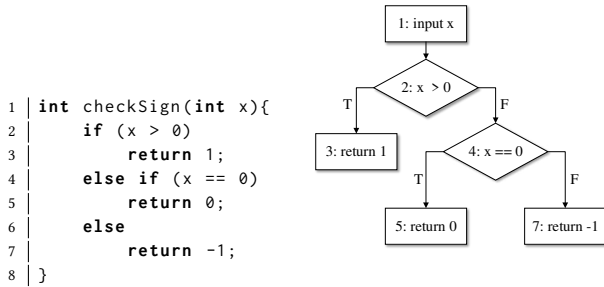 1 int checkSign(int x){
2 if (x > 0)
3 return 1;
4 else if (x == 0)
5 return 0;
6 else
7 return -1;
8 }
1: input x
2: x > 0
T
F
3: return 1
4: x == 0
T
F
5: return 0
7: return -1